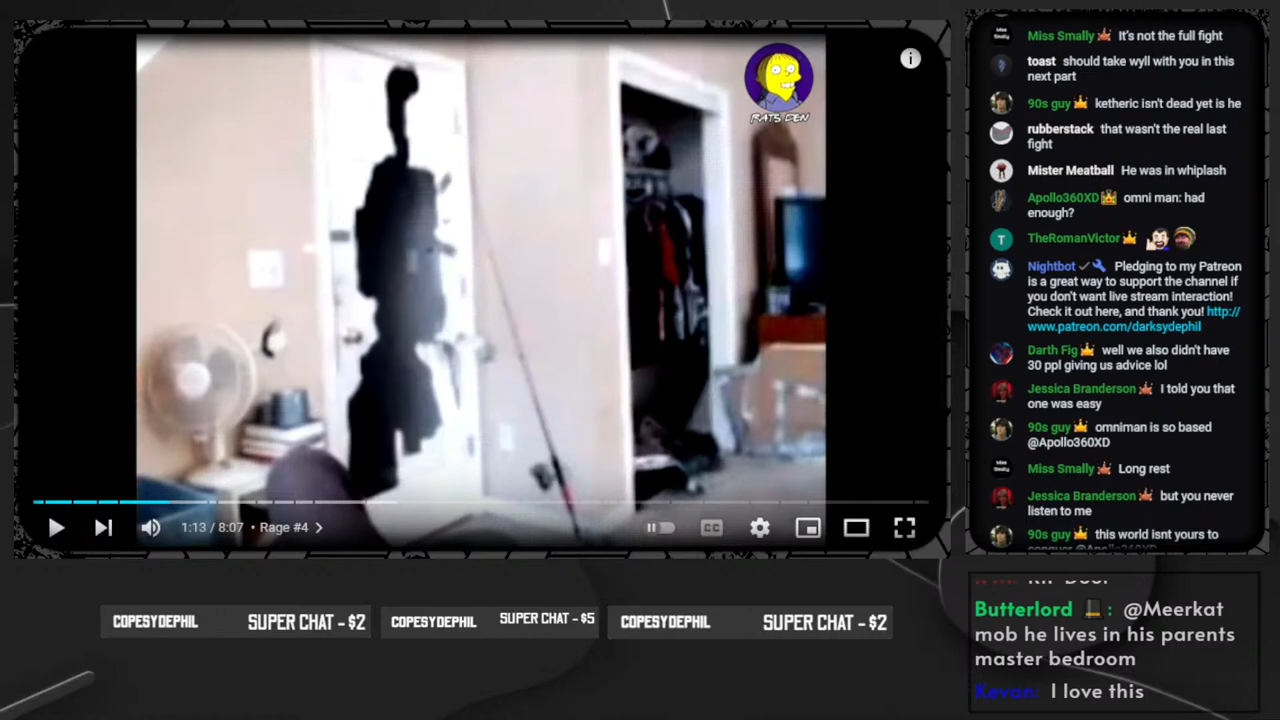 RATS DEN
1:13 / 8:07 • Rage #4
CC
COPESYDEPHIL SUPER CHAT - $2
COPESYDEPHIL SUPER CHAT - $5
COPESYDEPHIL SUPER CHAT - $2
Miss Smally It's not the full fight
toast should take wyll with you in this
next part
90s guy ketheric isn't dead yet is he
rubberstack that wasn't the real last
fight
Mister Meatball He was in whiplash
Apollo360XD omni man: had
enough?
T TheRomanVictor
Nightbot Pledging to my Patreon
is a great way to support the channel if
you don't want live stream interaction!
Check it out here, and thank you! http://
www.patreon.com/darksydephil
Darth Fig well we also didn't have
30 ppl giving us advice lol
Jessica Branderson I told you that
one was easy
90s guy omniman is so based
@Apollo360XD
Miss Smally Long rest
Jessica Branderson but you never
listen to me
90s guy this world isnt yours to
conquer @Apollo360XD
Butterlord : @Meerkat
mob he lives in his parents
master bedroom
Kevan: I love this